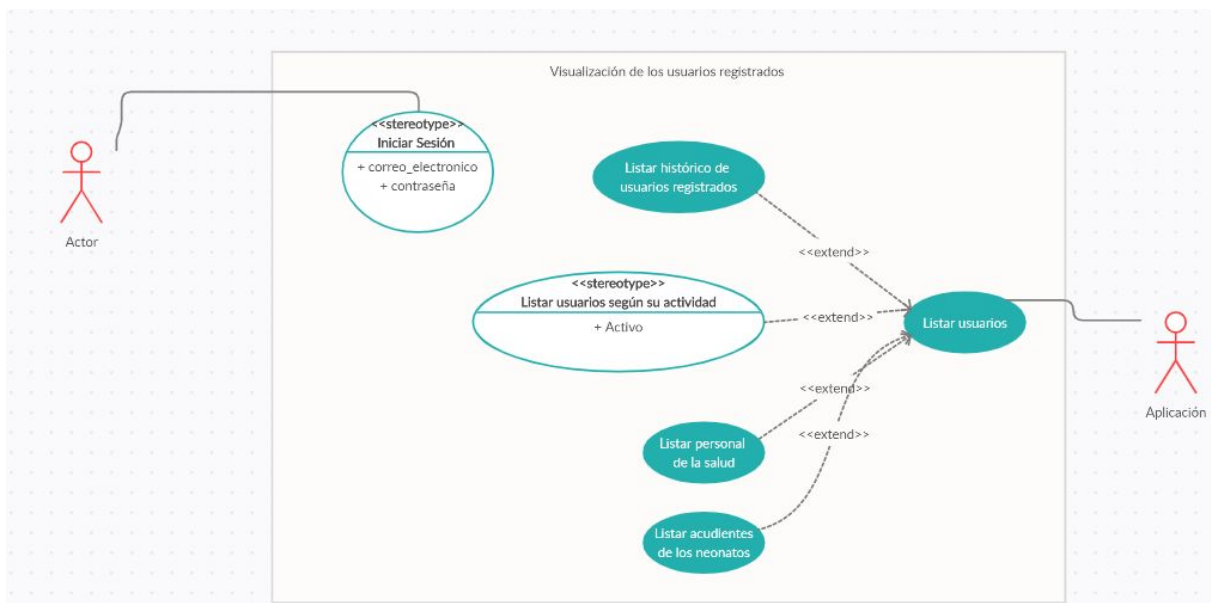 Visualización de los usuarios registrados
<<stereotype>>
Iniciar Sesión
+ correo_electronico
+ contraseña
Actor
Listar histórico de
usuarios registrados
<<extend>>
<<stereotype>>
Listar usuarios según su actividad
+ Activo
<<extend>>
Listar usuarios
Aplicación
<<extend>>
Listar personal
de la salud
<<extend>>
Listar acudientes
de los neonatos